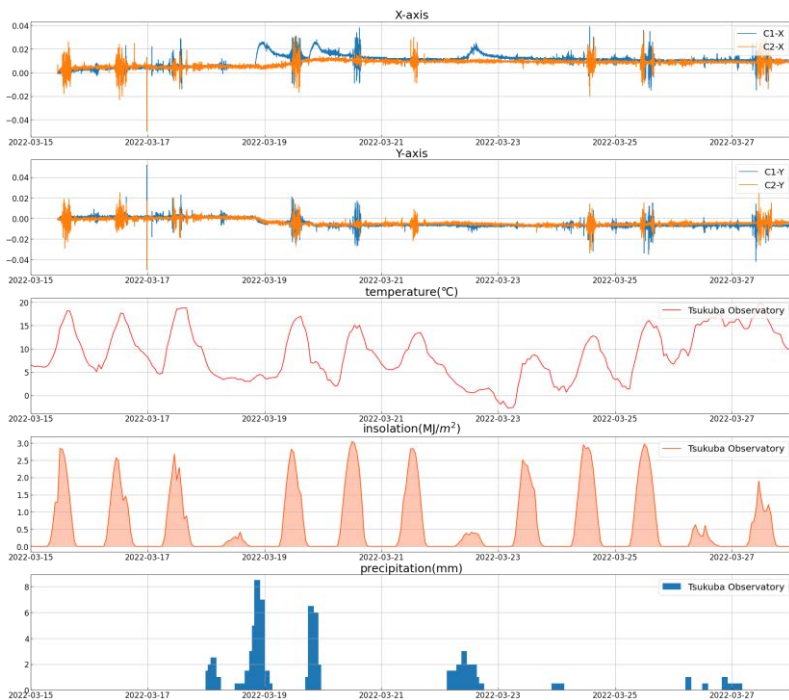 X-axis
0.04
0.02
0.00
−0.02
−0.04
C1-X
C2-X
2022-03-15 2022-03-17 2022-03-19 2022-03-21 2022-03-23 2022-03-25 2022-03-27
Y-axis
0.04
0.02
0.00
−0.02
−0.04
C1-Y
C2-Y
2022-03-15 2022-03-17 2022-03-19 2022-03-21 2022-03-23 2022-03-25 2022-03-27
temperature(℃)
20
15
10
5
0
Tsukuba Observatory
2022-03-15 2022-03-17 2022-03-19 2022-03-21 2022-03-23 2022-03-25 2022-03-27
insolation(MJ/m²)
3.0
2.5
2.0
1.5
1.0
0.5
0.0
Tsukuba Observatory
2022-03-15 2022-03-17 2022-03-19 2022-03-21 2022-03-23 2022-03-25 2022-03-27
precipitation(mm)
8
6
4
2
0
Tsukuba Observatory
2022-03-15 2022-03-17 2022-03-19 2022-03-21 2022-03-23 2022-03-25 2022-03-27